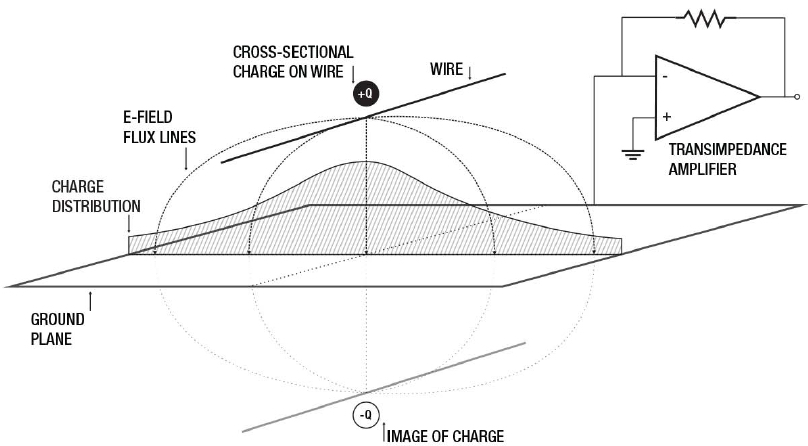 CROSS-SECTIONAL
CHARGE ON WIRE
WIRE
+Q
E-FIELD
FLUX LINES
-
+
TRANSIMPEDANCE
AMPLIFIER
CHARGE
DISTRIBUTION
GROUND
PLANE
-Q
IMAGE OF CHARGE